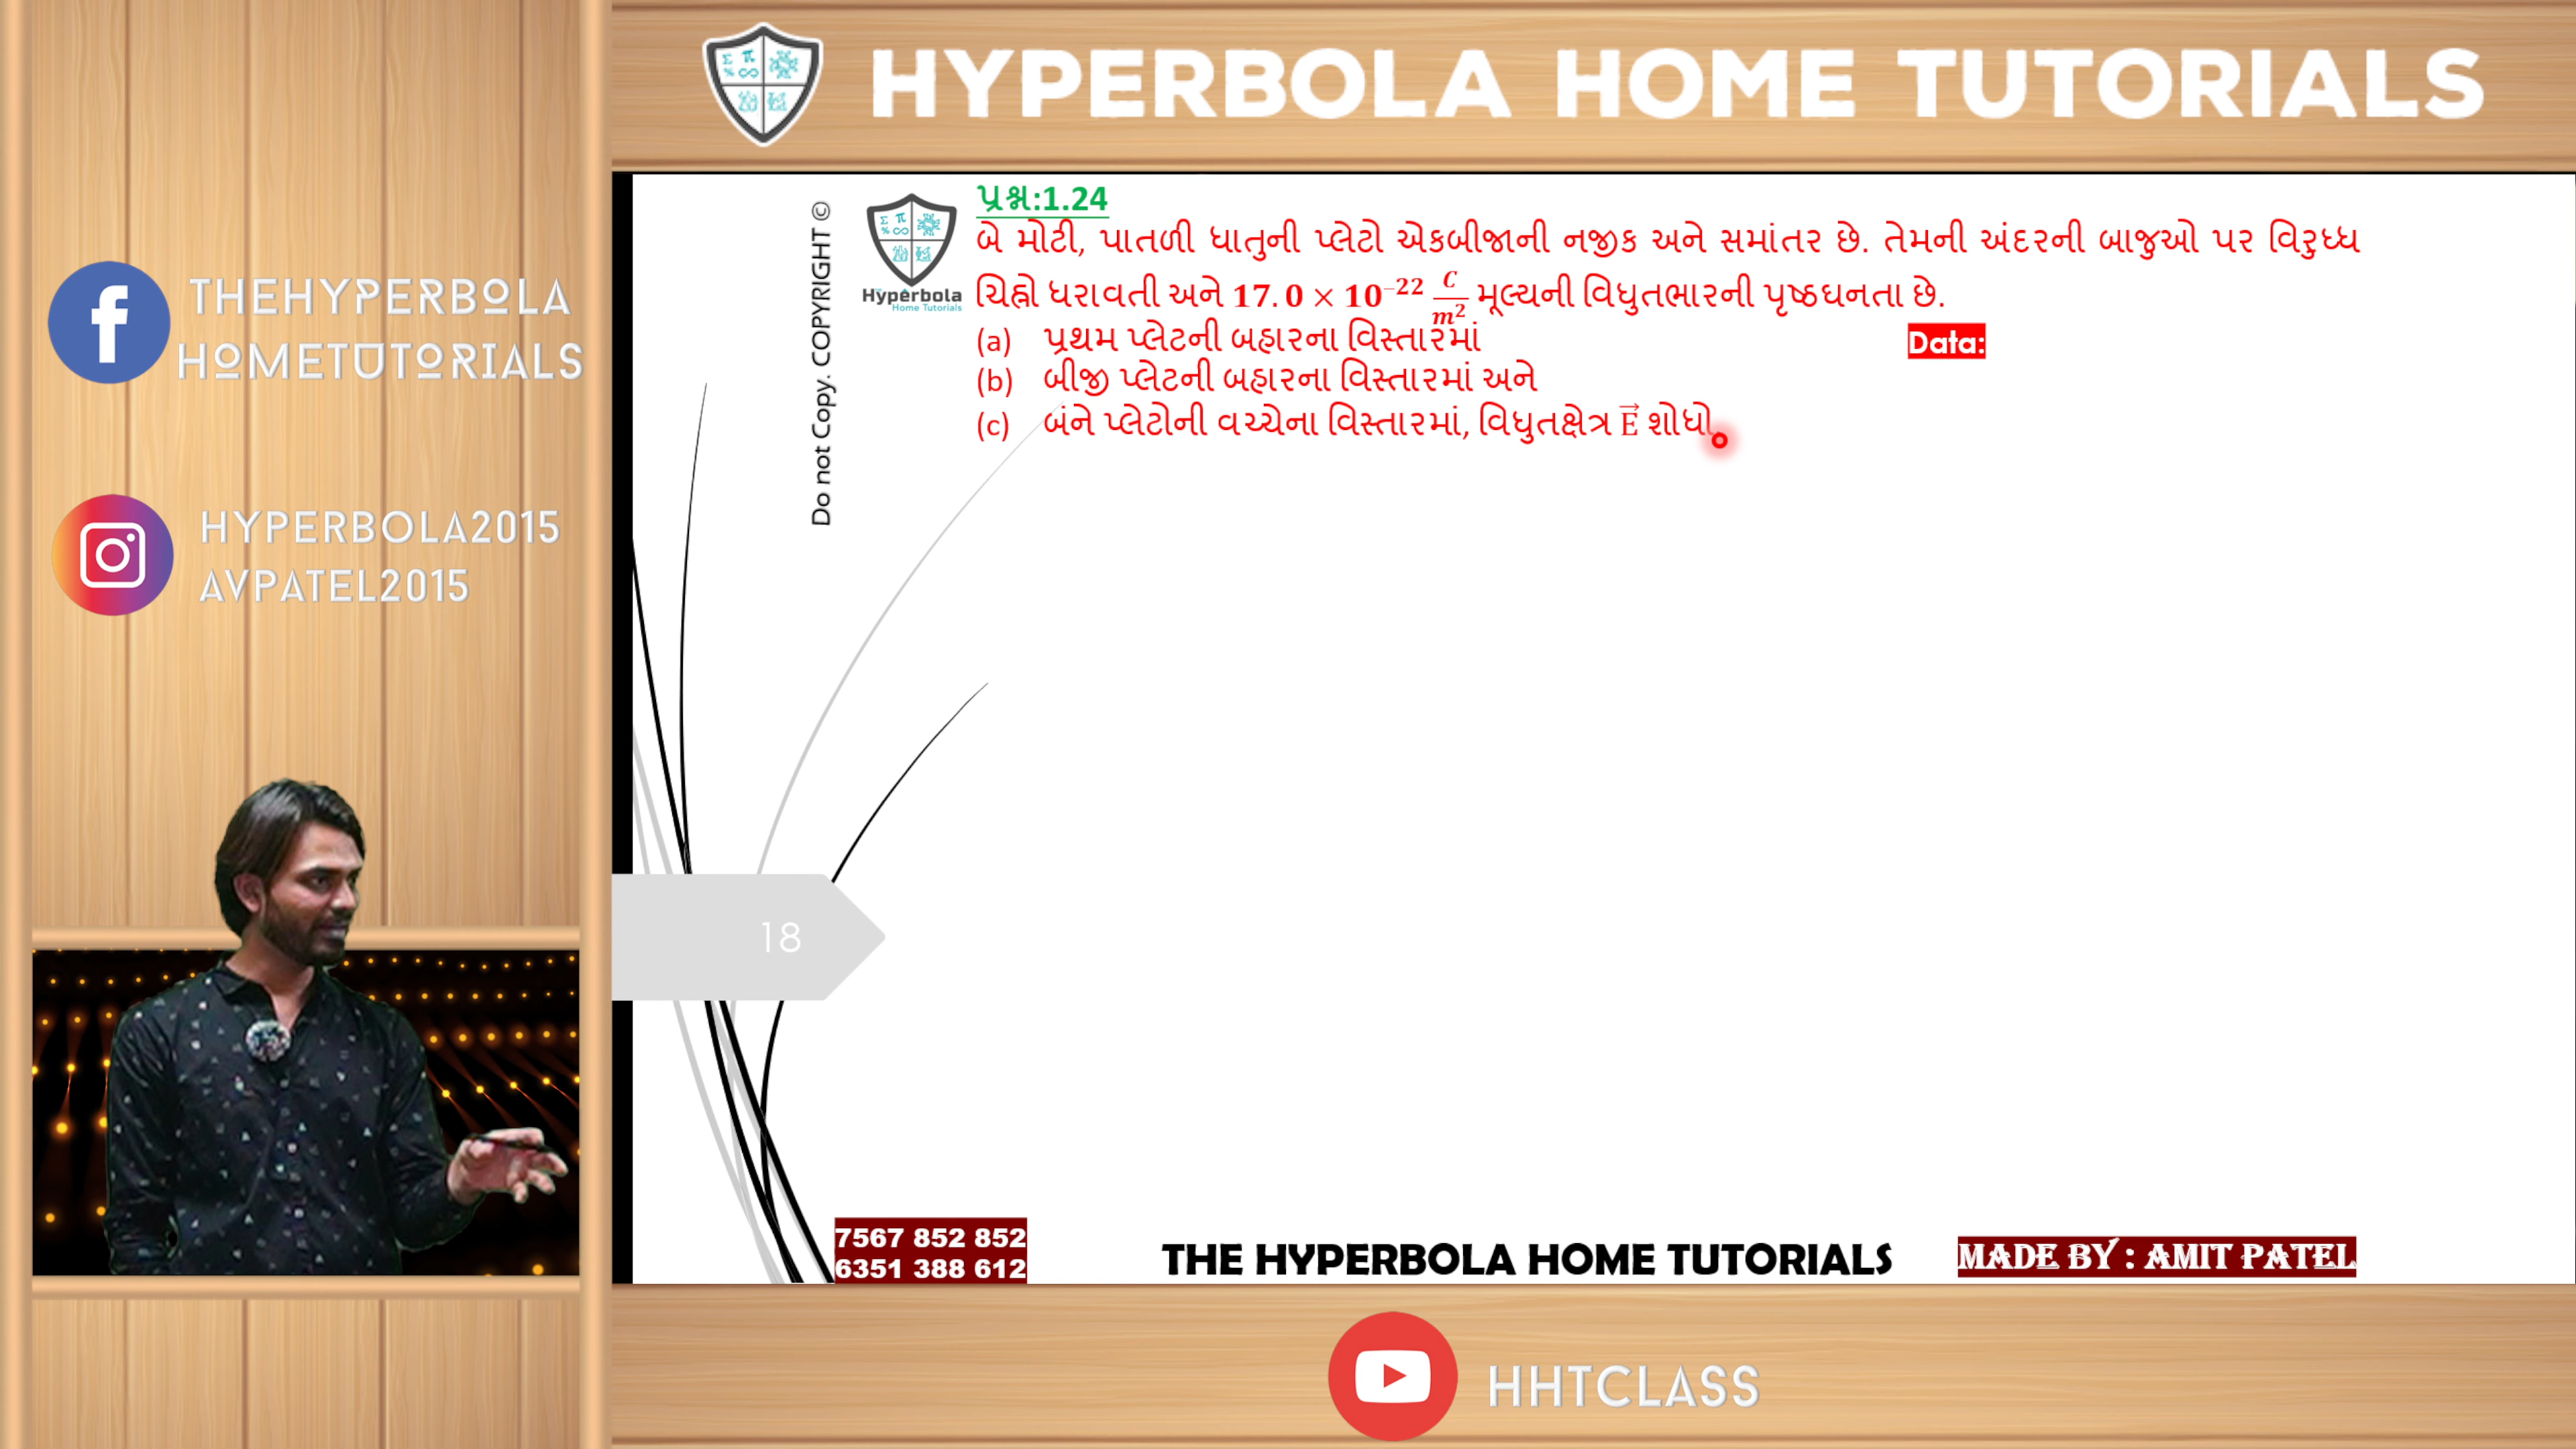 HYPERBOLA HOME TUTORIALS
THEHYPERBOLA
HOMETUTORIALS
HYPERBOLA2015
AVPATEL2015
Do not Copy. COPYRIGHT ©
Hyperbola
Home Tutorials
પ્રશ્ન:1.24
બે મોટી, પાતળી ધાતુની પ્લેટો એકબીજાની નજીક અને સમાંતર છે. તેમની અંદરની બાજુઓ પર વિરુધ્ધ
ચિહ્નો ધરાવતી અને 17.0 × 10⁻²² C/m² મૂલ્યની વિધુતભારની પૃષ્ઠઘનતા છે.
(a) પ્રથમ પ્લેટની બહારના વિસ્તારમાં
Data:
(b) બીજી પ્લેટની બહારના વિસ્તારમાં અને
(c) બંને પ્લેટોની વચ્ચેના વિસ્તારમાં, વિધુતક્ષેત્ર E⃗ શોધો.
18
7567 852 852
6351 388 612
THE HYPERBOLA HOME TUTORIALS
MADE BY : AMIT PATEL
HHTCLASS